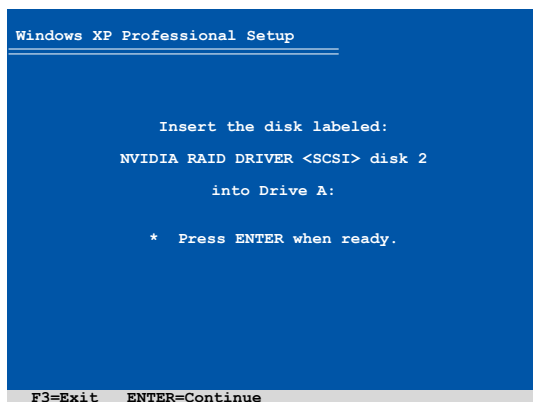 Windows XP Professional Setup
Insert the disk labeled:
NVIDIA RAID DRIVER <SCSI> disk 2
into Drive A:
* Press ENTER when ready.
F3=Exit ENTER=Continue